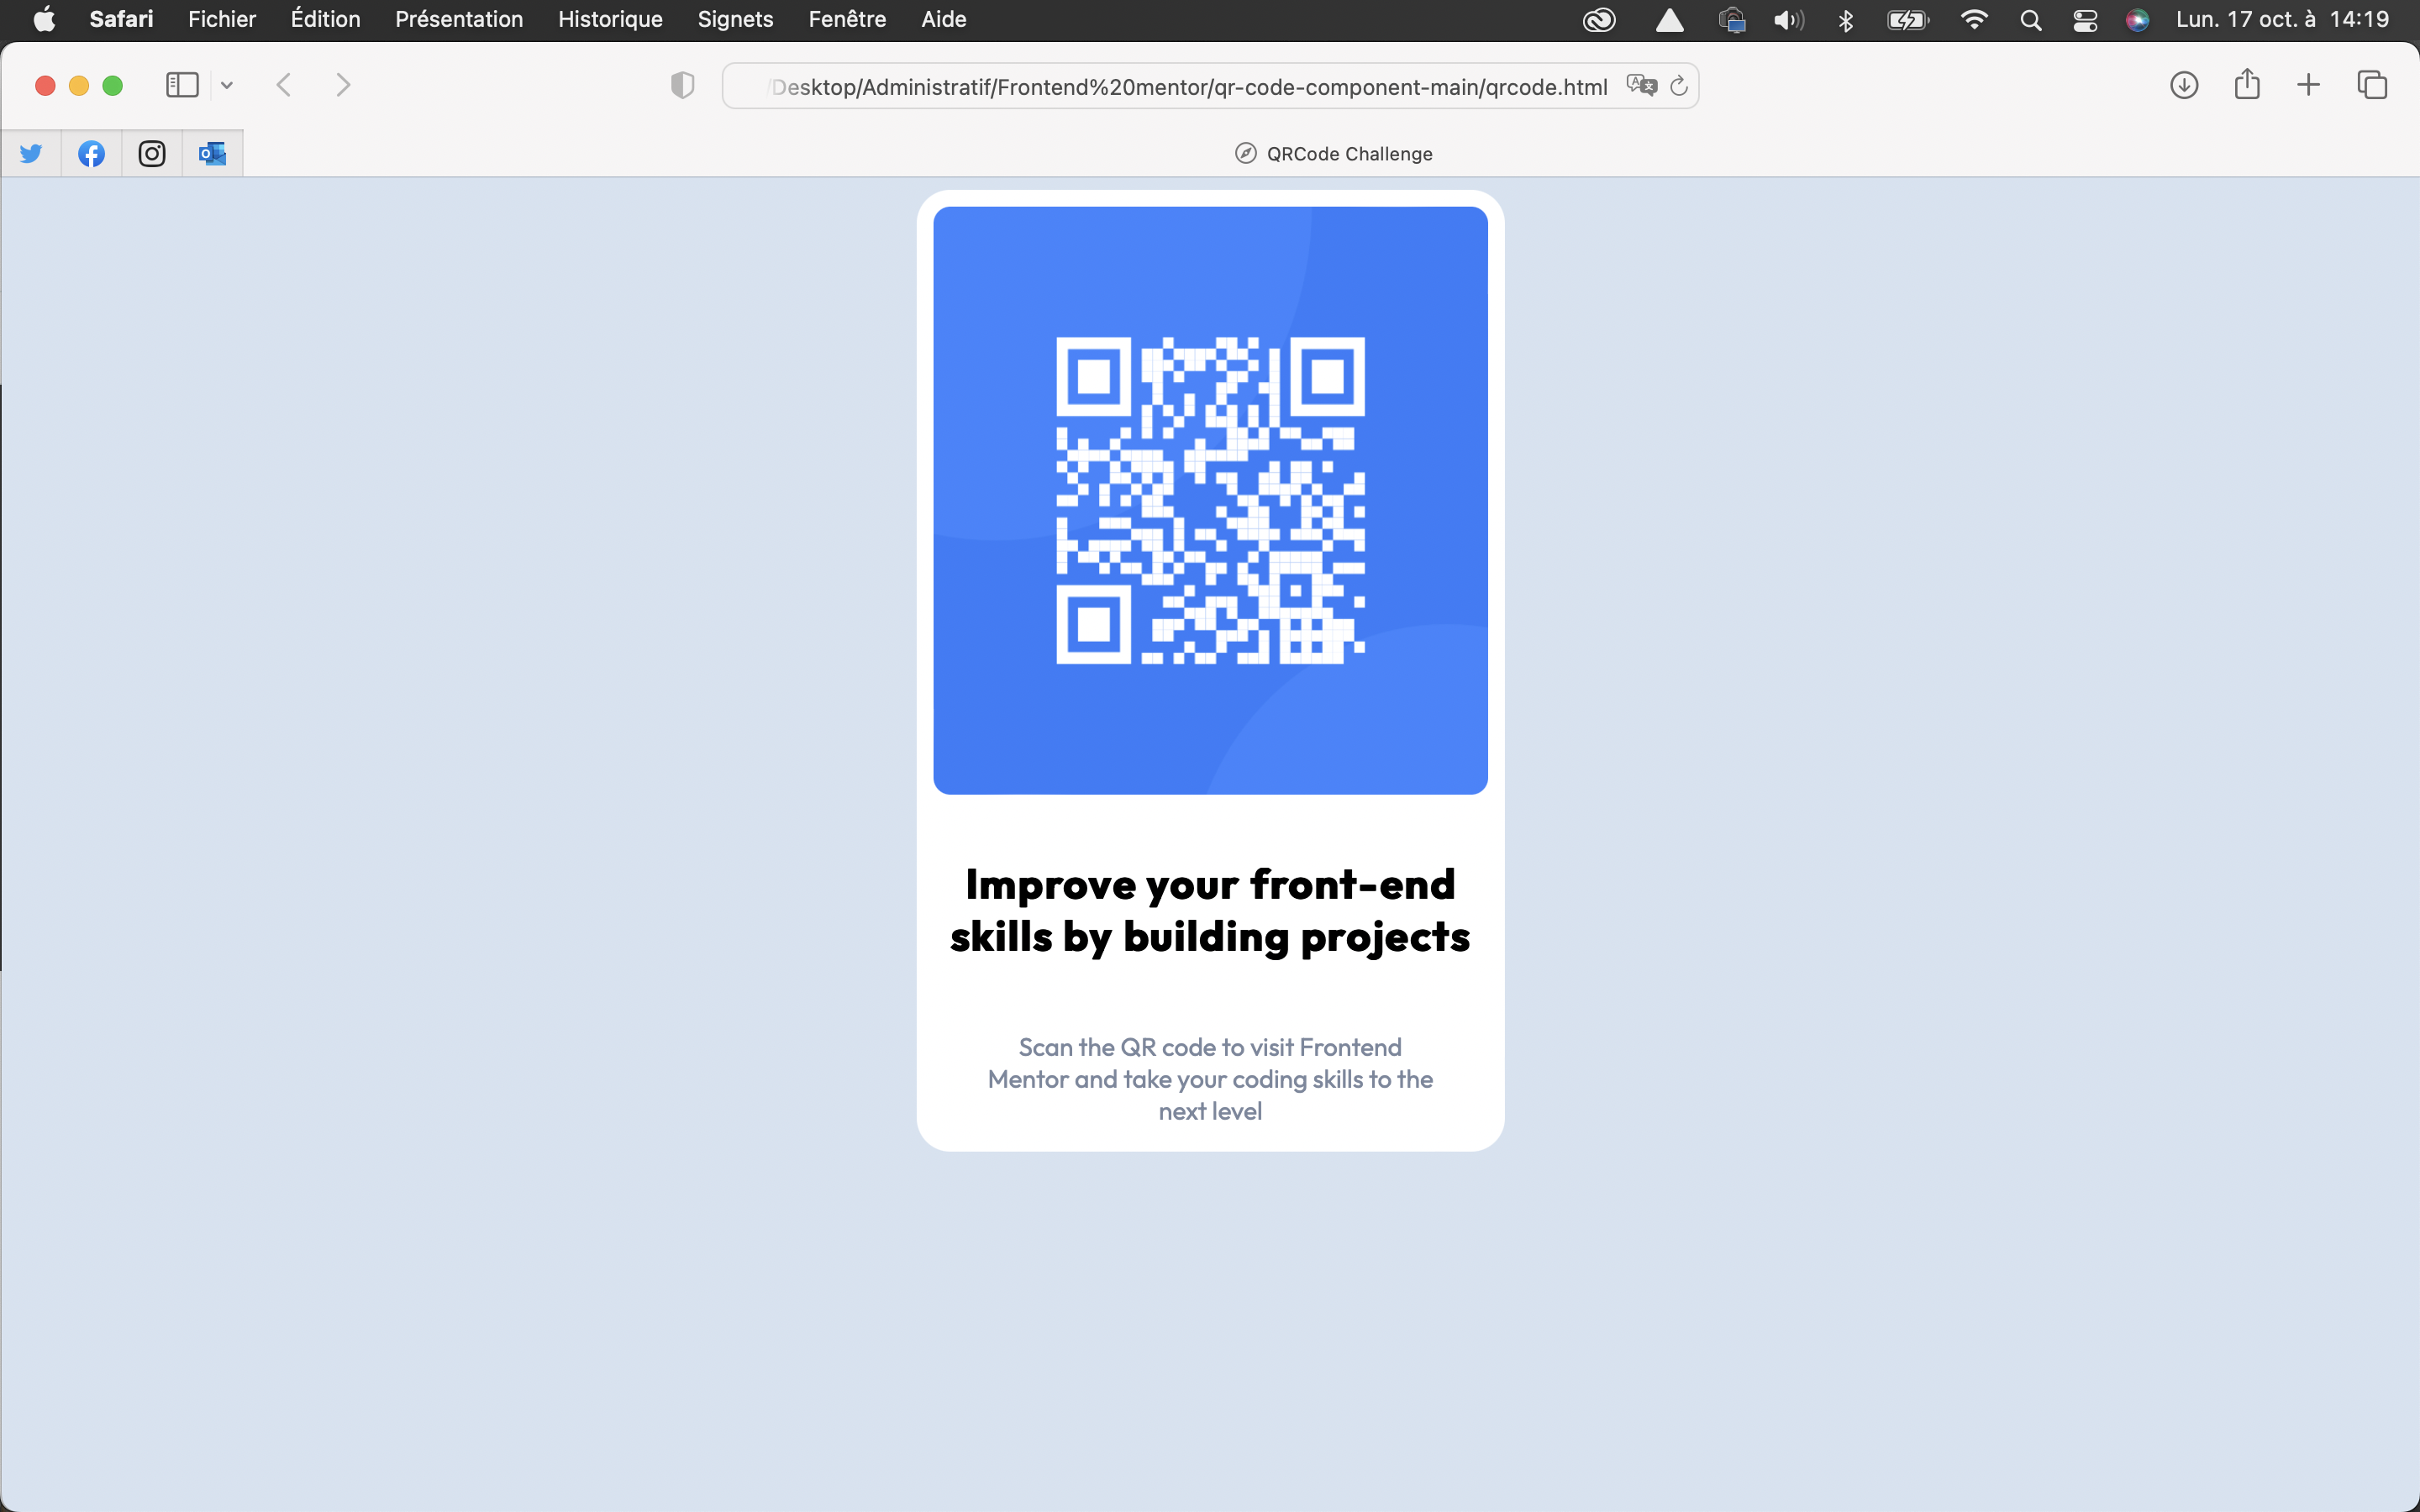 Safari Fichier Édition Présentation Historique Signets Fenêtre Aide Lun. 17 oct. à 14:19
/Desktop/Administratif/Frontend%20mentor/qr-code-component-main/qrcode.html
QRCode Challenge
Improve your front-end
skills by building projects
Scan the QR code to visit Frontend
Mentor and take your coding skills to the
next level